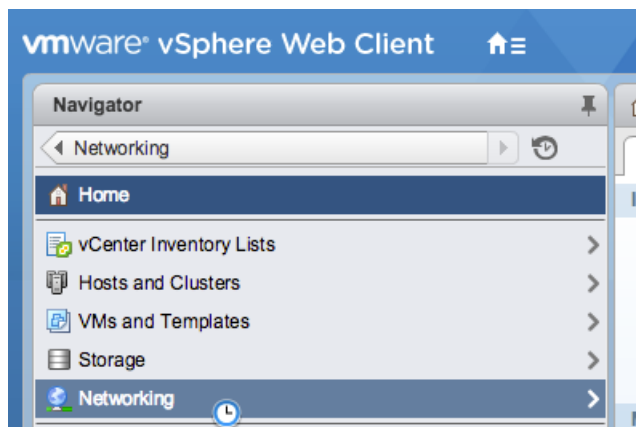 vmware® vSphere Web Client
Navigator
Networking
Home
vCenter Inventory Lists
Hosts and Clusters
VMs and Templates
Storage
Networking